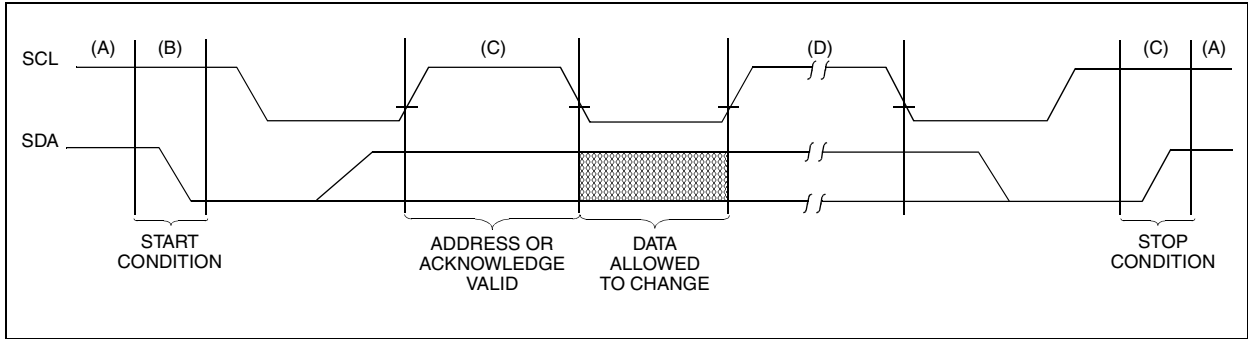 (A) (B) (C) (D) (C) (A)
SCL
SDA
START
CONDITION
ADDRESS OR
ACKNOWLEDGE
VALID
DATA
ALLOWED
TO CHANGE
STOP
CONDITION